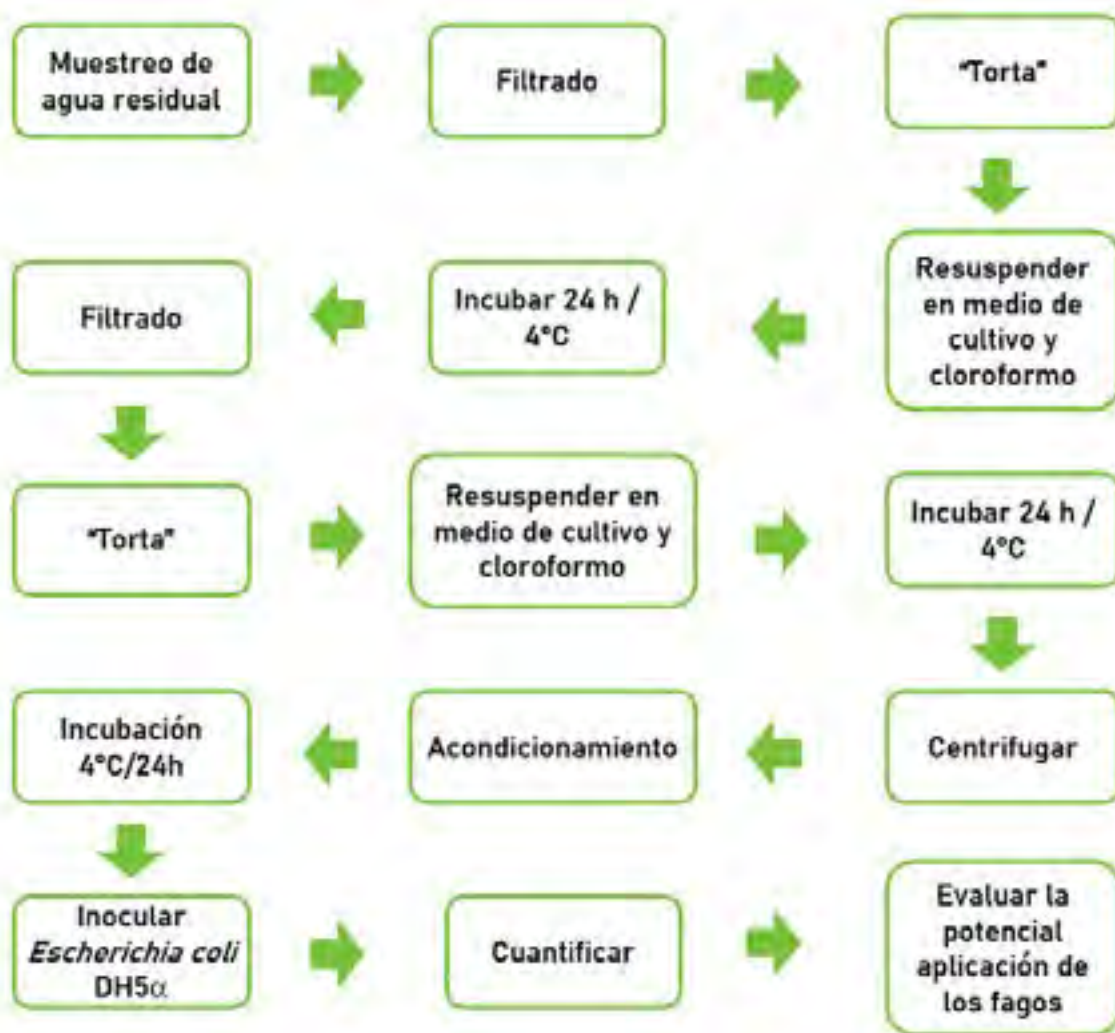 Muestreo de
agua residual
Filtrado
"Torta"
Resuspender
en medio de
cultivo y
cloroformo
Incubar 24 h /
4°C
Filtrado
"Torta"
Resuspender en
medio de cultivo y
cloroformo
Incubar 24 h /
4°C
Centrifugar
Acondicionamiento
Incubación
4°C/24h
Inocular
Escherichia coli
DH5α
Cuantificar
Evaluar la
potencial
aplicación de
los fagos